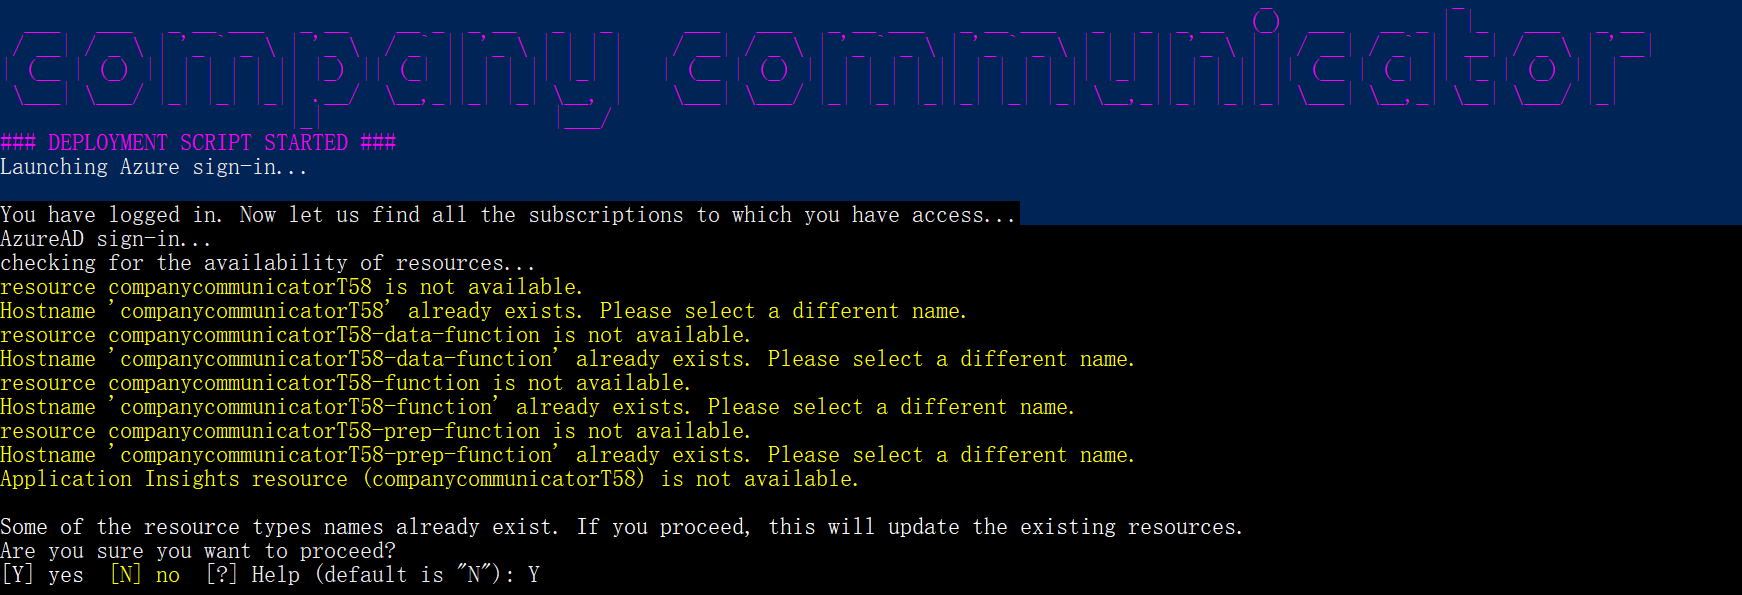 company communicator
### DEPLOYMENT SCRIPT STARTED ###
Launching Azure sign-in...
You have logged in. Now let us find all the subscriptions to which you have access...
AzureAD sign-in...
checking for the availability of resources...
resource companycommunicatorT58 is not available.
Hostname 'companycommunicatorT58' already exists. Please select a different name.
resource companycommunicatorT58-data-function is not available.
Hostname 'companycommunicatorT58-data-function' already exists. Please select a different name.
resource companycommunicatorT58-function is not available.
Hostname 'companycommunicatorT58-function' already exists. Please select a different name.
resource companycommunicatorT58-prep-function is not available.
Hostname 'companycommunicatorT58-prep-function' already exists. Please select a different name.
Application Insights resource (companycommunicatorT58) is not available.
Some of the resource types names already exist. If you proceed, this will update the existing resources.
Are you sure you want to proceed?
[Y] yes  [N] no  [?] Help (default is "N"): Y